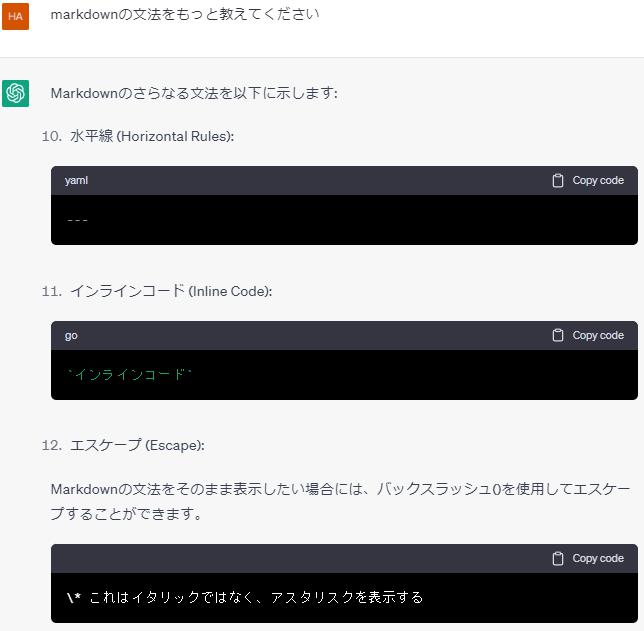 HA
markdownの文法をもっと教えてください
Markdownのさらなる文法を以下に示します:
10. 水平線 (Horizontal Rules):
yaml Copy code
---
11. インラインコード (Inline Code):
go Copy code
`インラインコード`
12. エスケープ (Escape):
Markdownの文法をそのまま表示したい場合には、バックスラッシュ()を使用してエスケー
プすることができます。
Copy code
\* これはイタリックではなく、アスタリスクを表示する